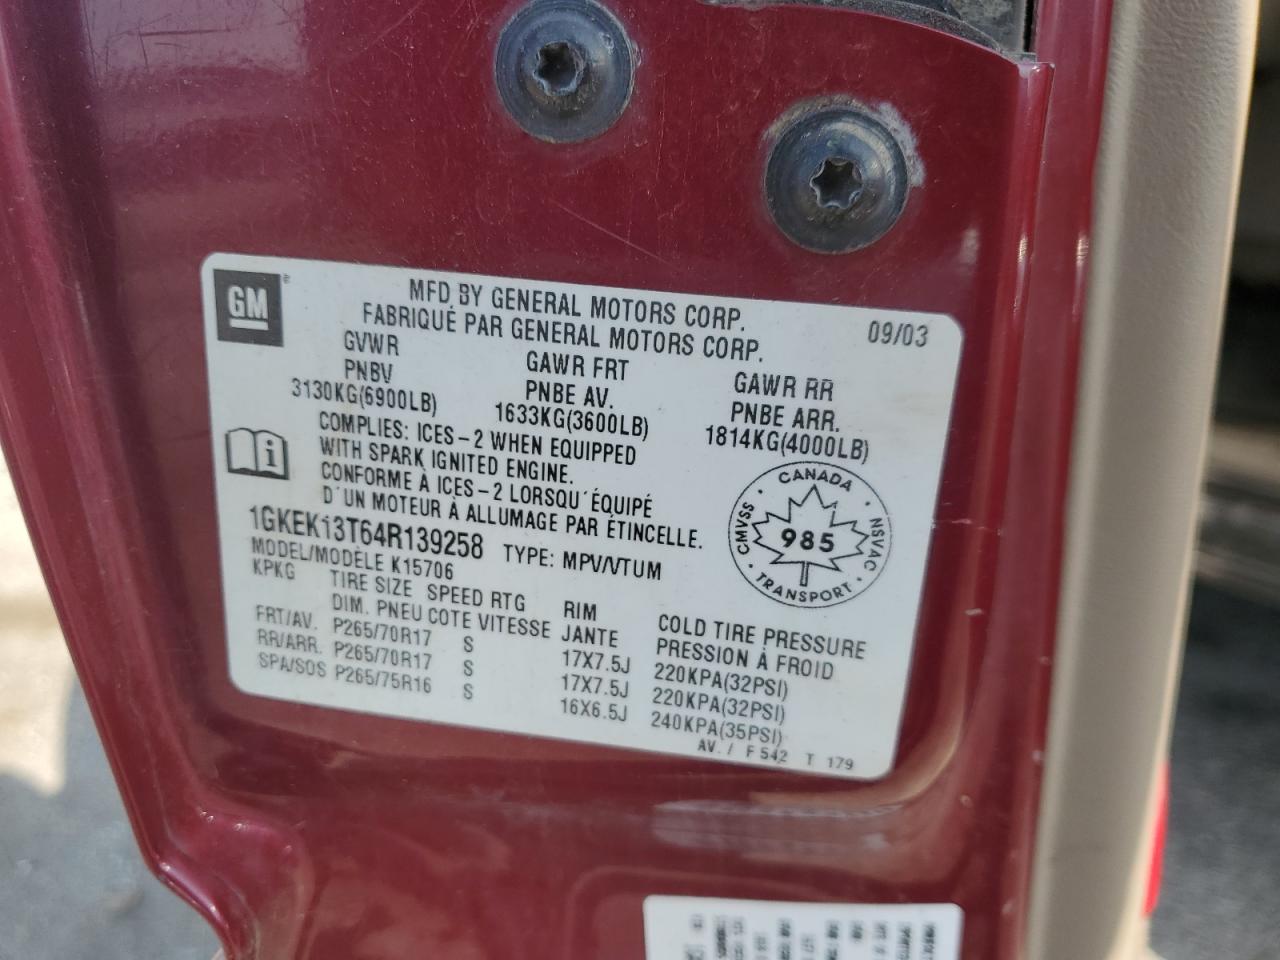 GM
MFD BY GENERAL MOTORS CORP.
FABRIQUÉ PAR GENERAL MOTORS CORP.
09/03
GVWR GAWR FRT GAWR RR
PNBV PNBE AV. PNBE ARR.
3130KG(6900LB) 1633KG(3600LB) 1814KG(4000LB)
COMPLIES: ICES-2 WHEN EQUIPPED
WITH SPARK IGNITED ENGINE.
CONFORME À ICES-2 LORSQU'ÉQUIPÉ
D'UN MOTEUR À ALLUMAGE PAR ÉTINCELLE.
CANADA
CMVSS NSVAC
985
TRANSPORT
1GKEK13T64R139258 TYPE: MPV/VTUM
MODEL/MODÈLE K15706
KPKG TIRE SIZE SPEED RTG RIM COLD TIRE PRESSURE
DIM. PNEU COTE VITESSE JANTE PRESSION À FROID
FRT/AV. P265/70R17 S 17X7.5J 220KPA(32PSI)
RR/ARR. P265/70R17 S 17X7.5J 220KPA(32PSI)
SPA/SOS P265/75R16 S 16X6.5J 240KPA(35PSI)
AV. / F 542 T 179